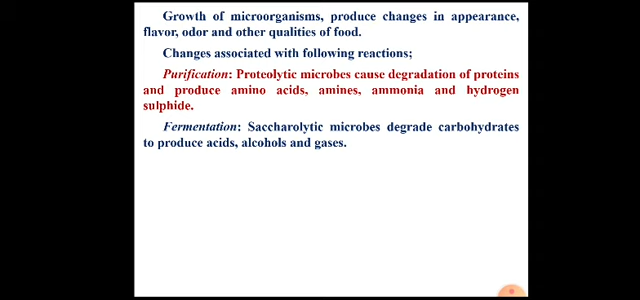 Growth of microorganisms, produce changes in appearance,
flavor, odor and other qualities of food.
Changes associated with following reactions;
Purification: Proteolytic microbes cause degradation of proteins
and produce amino acids, amines, ammonia and hydrogen
sulphide.
Fermentation: Saccharolytic microbes degrade carbohydrates
to produce acids, alcohols and gases.